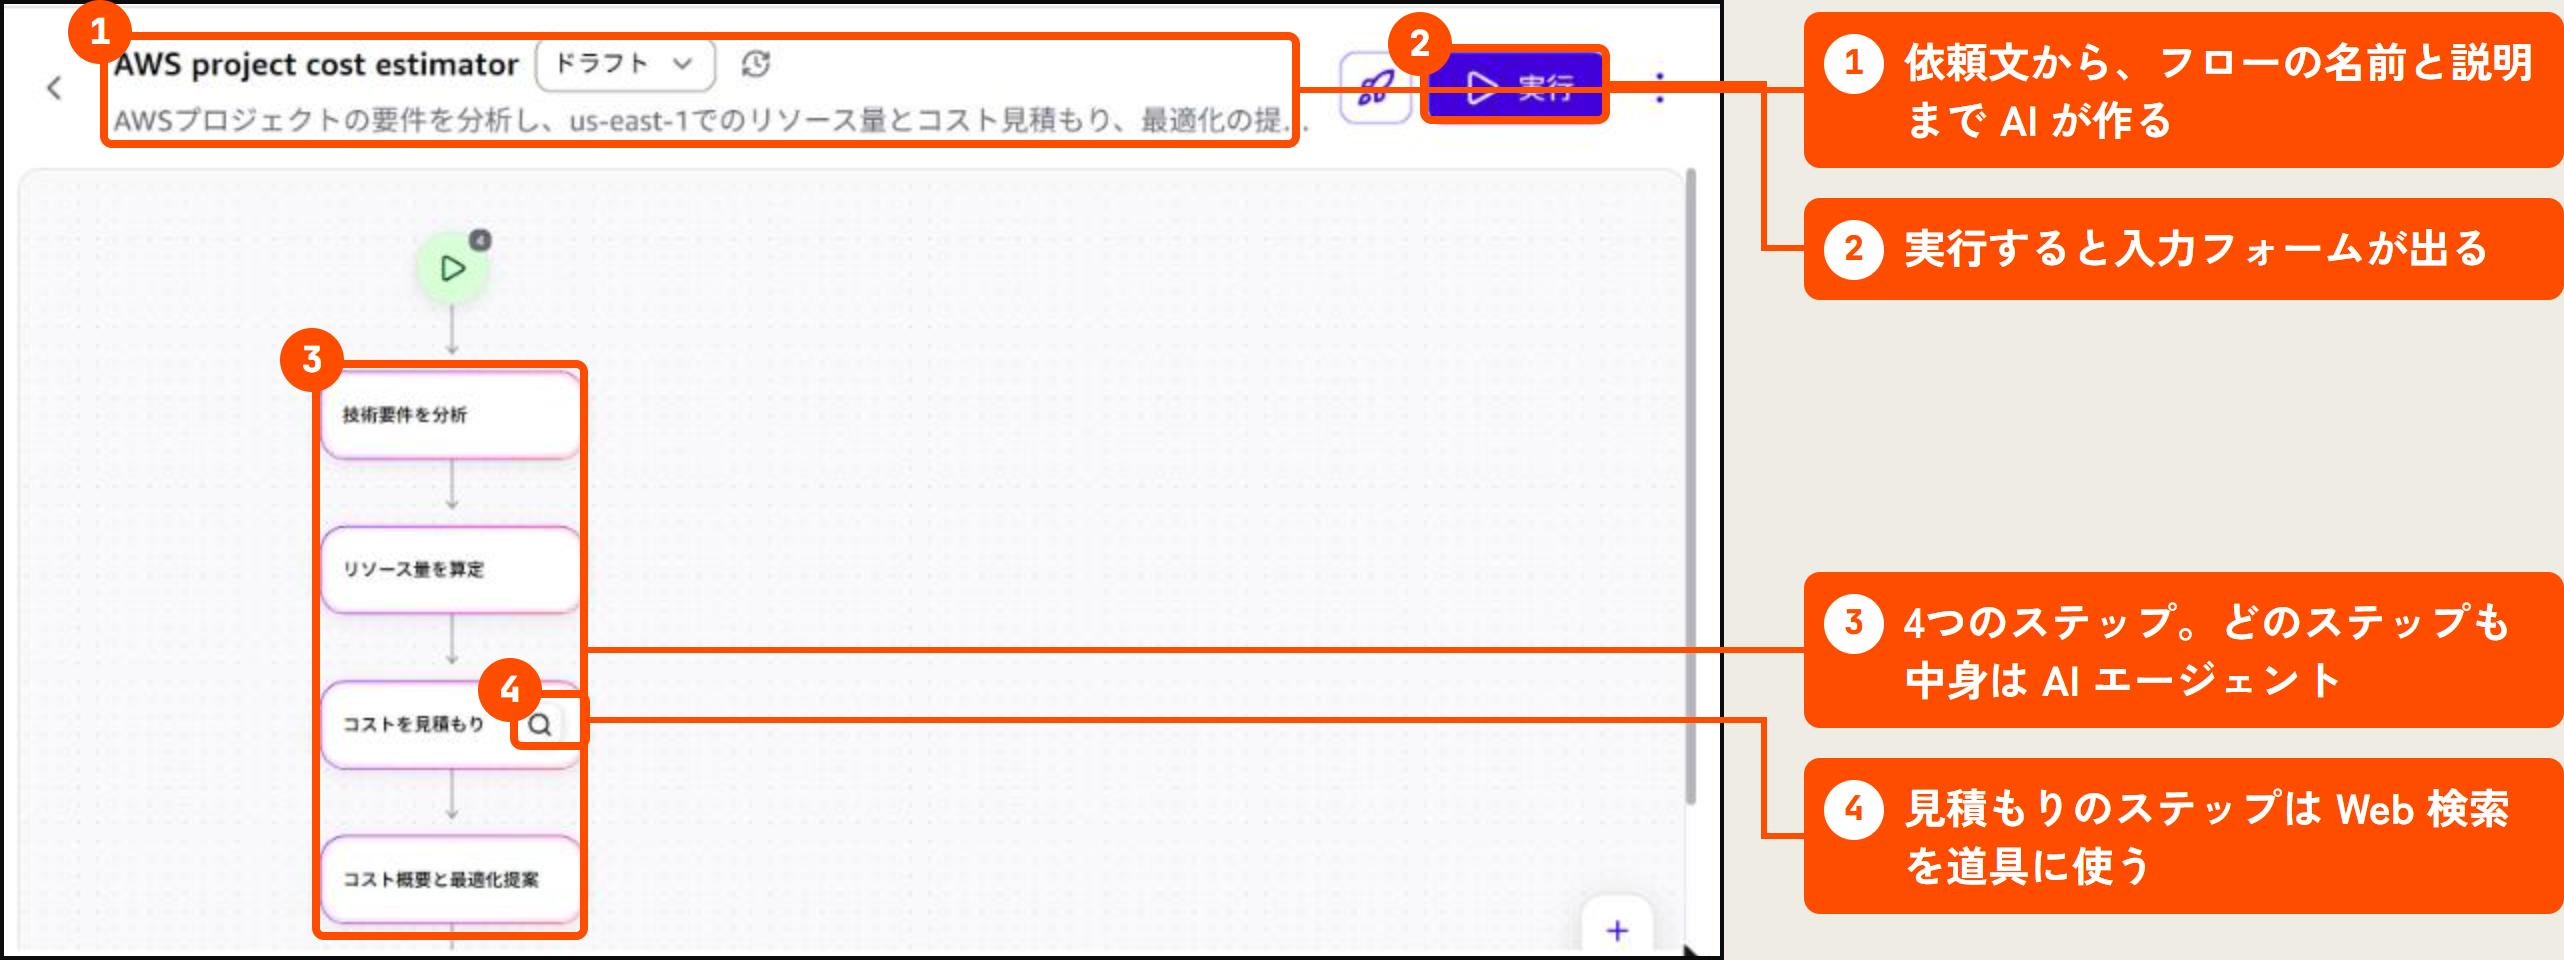 1
AWS project cost estimator ドラフト
AWSプロジェクトの要件を分析し、us-east-1でのリソース量とコスト見積もり、最適化の提...
2
実行
4
3
技術要件を分析
リソース量を算定
4
コストを見積もり
コスト概要と最適化提案
+
1 依頼文から、フローの名前と説明
まで AI が作る
2 実行すると入力フォームが出る
3 4つのステップ。どのステップも
中身は AI エージェント
4 見積もりのステップは Web 検索
を道具に使う